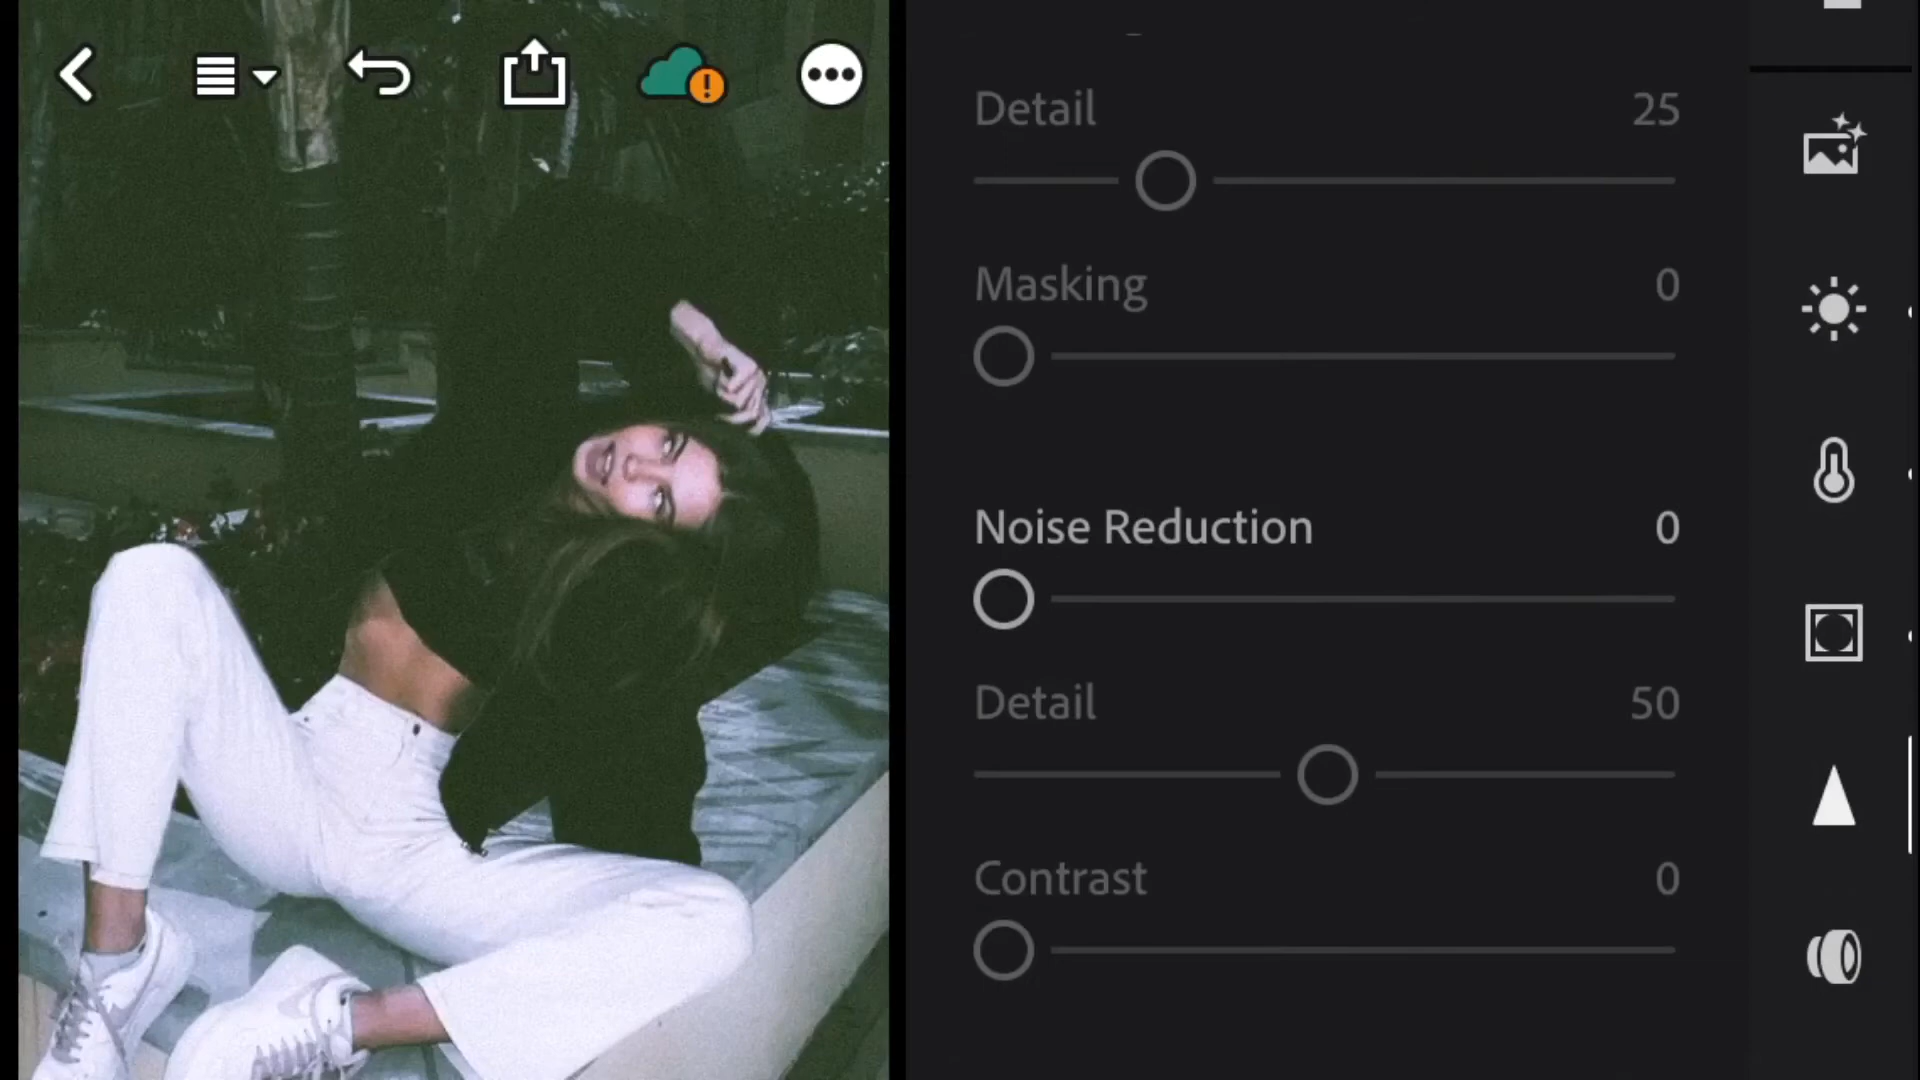 Detail 25
Masking 0
Noise Reduction 0
Detail 50
Contrast 0